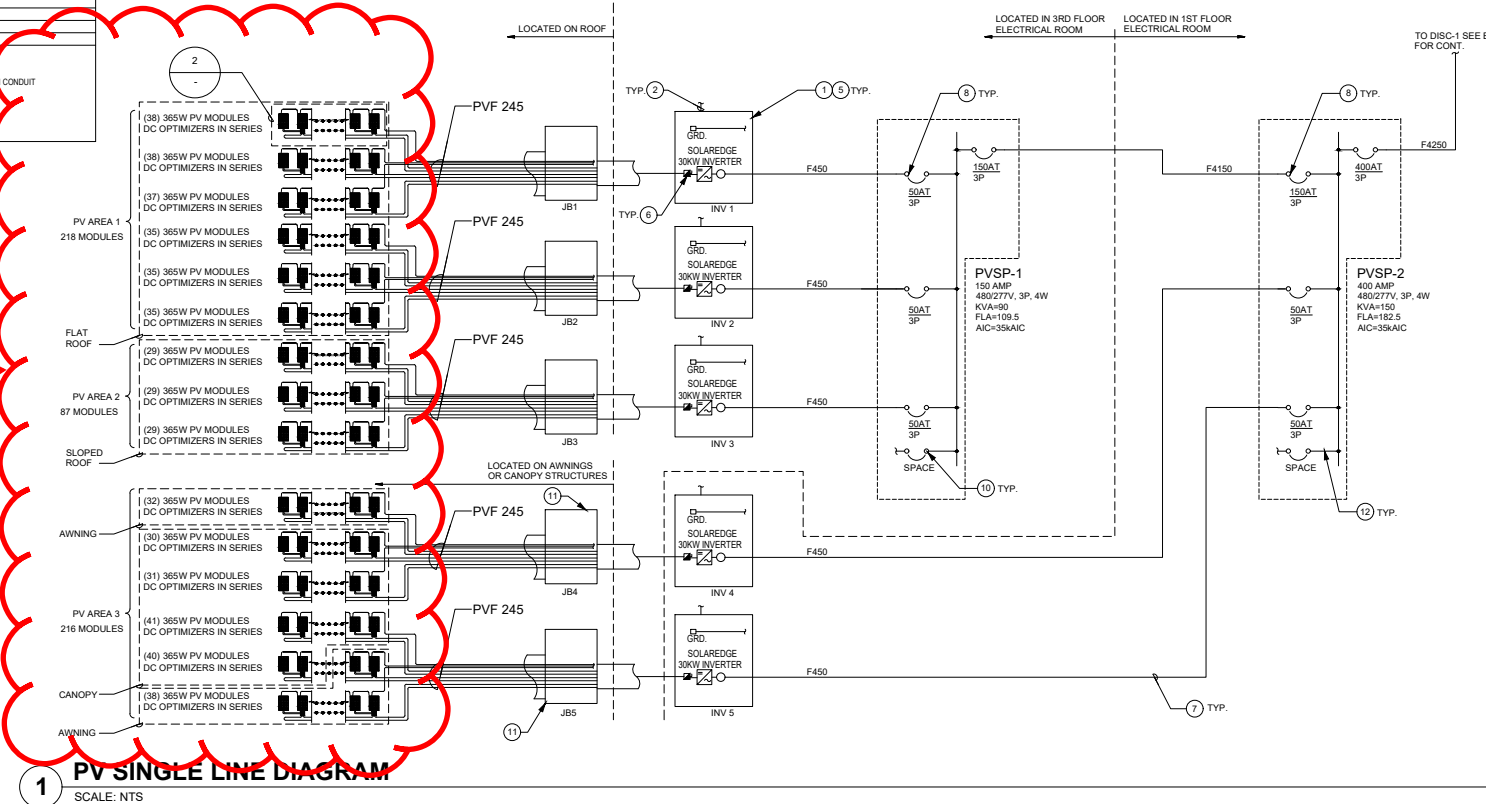 CONDUIT
2
-
LOCATED ON ROOF
LOCATED IN 3RD FLOOR
ELECTRICAL ROOM
LOCATED IN 1ST FLOOR
ELECTRICAL ROOM
TO DISC-1 SEE
FOR CONT.
PV AREA 1
218 MODULES
FLAT
ROOF
(38) 365W PV MODULES
DC OPTIMIZERS IN SERIES
(38) 365W PV MODULES
DC OPTIMIZERS IN SERIES
(37) 365W PV MODULES
DC OPTIMIZERS IN SERIES
(35) 365W PV MODULES
DC OPTIMIZERS IN SERIES
(35) 365W PV MODULES
DC OPTIMIZERS IN SERIES
(35) 365W PV MODULES
DC OPTIMIZERS IN SERIES
PV AREA 2
87 MODULES
SLOPED
ROOF
(29) 365W PV MODULES
DC OPTIMIZERS IN SERIES
(29) 365W PV MODULES
DC OPTIMIZERS IN SERIES
(29) 365W PV MODULES
DC OPTIMIZERS IN SERIES
AWNING
(32) 365W PV MODULES
DC OPTIMIZERS IN SERIES
(30) 365W PV MODULES
DC OPTIMIZERS IN SERIES
(31) 365W PV MODULES
DC OPTIMIZERS IN SERIES
PV AREA 3
216 MODULES
(41) 365W PV MODULES
DC OPTIMIZERS IN SERIES
(40) 365W PV MODULES
DC OPTIMIZERS IN SERIES
CANOPY
(38) 365W PV MODULES
DC OPTIMIZERS IN SERIES
AWNING
PVF 245
JB1
PVF 245
JB2
PVF 245
JB3
LOCATED ON AWNINGS
OR CANOPY STRUCTURES
11
PVF 245
JB4
PVF 245
JB5
11
TYP. 2
1 5 TYP.
GRD.
SOLAREDGE
30KW INVERTER
TYP. 6
INV 1
F450
GRD.
SOLAREDGE
30KW INVERTER
INV 2
F450
GRD.
SOLAREDGE
30KW INVERTER
INV 3
F450
GRD.
SOLAREDGE
30KW INVERTER
INV 4
F450
GRD.
SOLAREDGE
30KW INVERTER
INV 5
F450
7 TYP.
8 TYP.
150AT
3P
50AT
3P
50AT
3P
50AT
3P
SPACE
10 TYP.
PVSP-1
150 AMP
480/277V, 3P, 4W
KVA=90
FLA=109.5
AIC=35kAIC
F4150
8 TYP.
400AT
3P
F4250
150AT
3P
50AT
3P
50AT
3P
SPACE
12 TYP.
PVSP-2
400 AMP
480/277V, 3P, 4W
KVA=150
FLA=182.5
AIC=35kAIC
1
PV SINGLE LINE DIAGRAM
SCALE: NTS